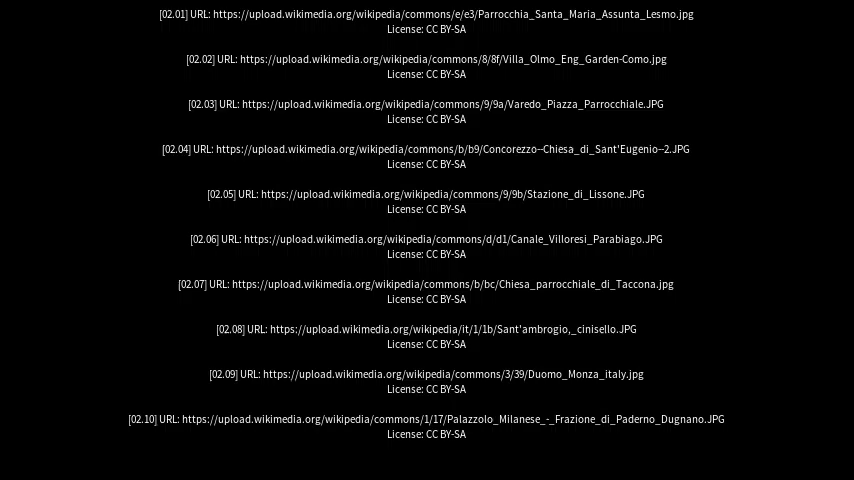 [02.01] URL: https://upload.wikimedia.org/wikipedia/commons/e/e3/Parrocchia_Santa_Maria_Assunta_Lesmo.jpg
License: CC BY-SA
[02.02] URL: https://upload.wikimedia.org/wikipedia/commons/8/8f/Villa_Olmo_Eng_Garden-Como.jpg
License: CC BY-SA
[02.03] URL: https://upload.wikimedia.org/wikipedia/commons/9/9a/Varedo_Piazza_Parrocchiale.JPG
License: CC BY-SA
[02.04] URL: https://upload.wikimedia.org/wikipedia/commons/b/b9/Concorezzo--Chiesa_di_Sant'Eugenio--2.JPG
License: CC BY-SA
[02.05] URL: https://upload.wikimedia.org/wikipedia/commons/9/9b/Stazione_di_Lissone.JPG
License: CC BY-SA
[02.06] URL: https://upload.wikimedia.org/wikipedia/commons/d/d1/Canale_Villoresi_Parabiago.JPG
License: CC BY-SA
[02.07] URL: https://upload.wikimedia.org/wikipedia/commons/b/bc/Chiesa_parrocchiale_di_Taccona.jpg
License: CC BY-SA
[02.08] URL: https://upload.wikimedia.org/wikipedia/it/1/1b/Sant'ambrogio,_cinisello.JPG
License: CC BY-SA
[02.09] URL: https://upload.wikimedia.org/wikipedia/commons/3/39/Duomo_Monza_italy.jpg
License: CC BY-SA
[02.10] URL: https://upload.wikimedia.org/wikipedia/commons/1/17/Palazzolo_Milanese_-_Frazione_di_Paderno_Dugnano.JPG
License: CC BY-SA